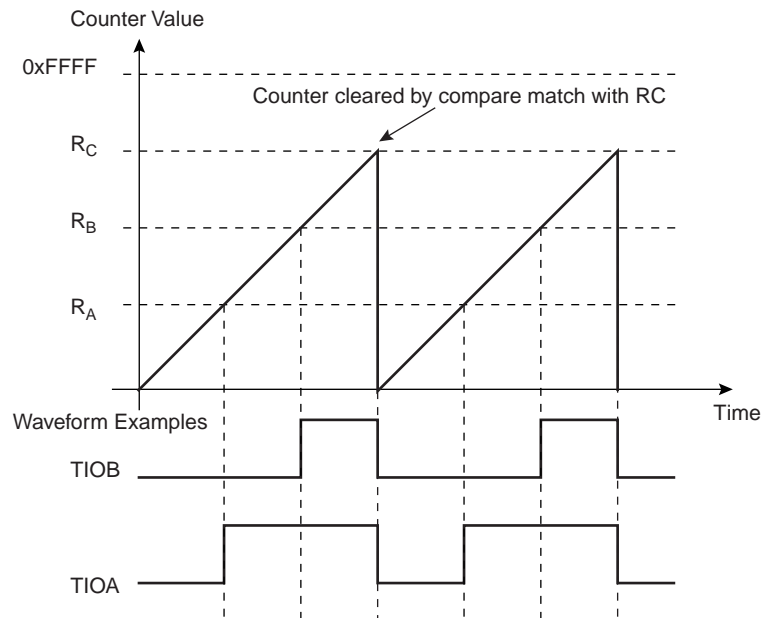 Counter Value
0xFFFF
Counter cleared by compare match with RC
RC
RB
RA
Time
Waveform Examples
TIOB
TIOA